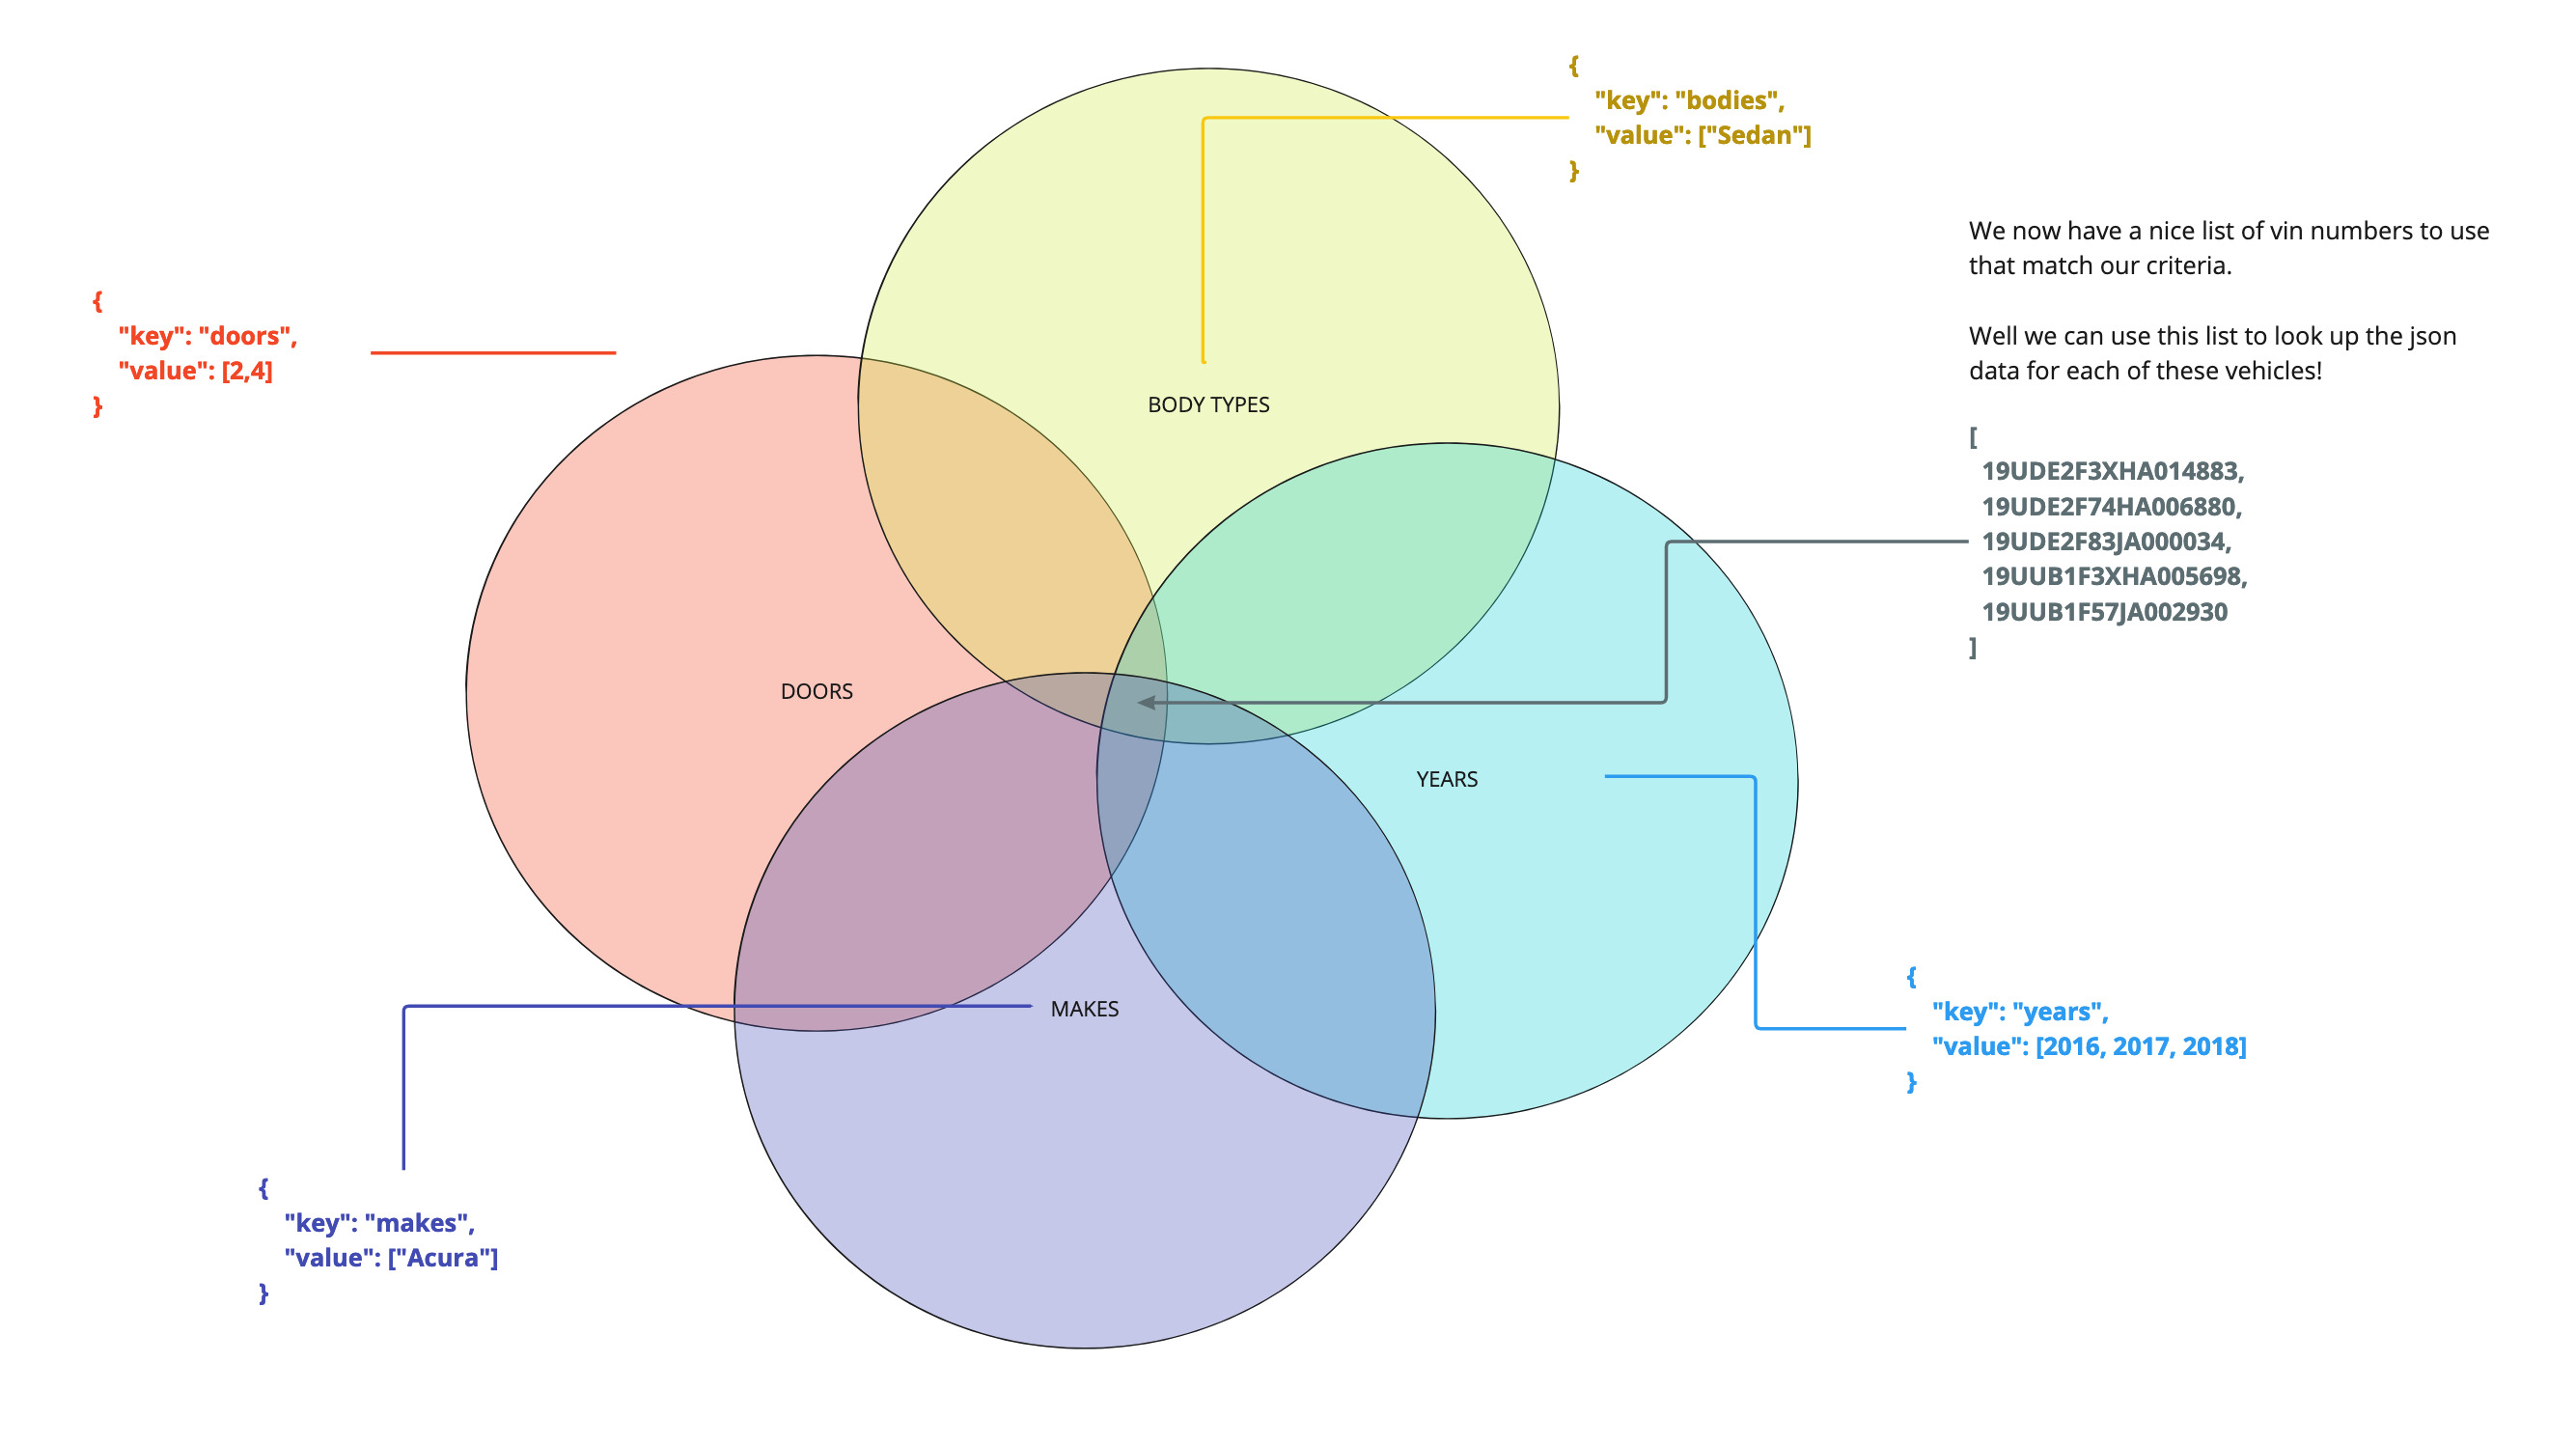 {
"key": "bodies",
"value": ["Sedan"]
}
We now have a nice list of vin numbers to use
that match our criteria.
Well we can use this list to look up the json
data for each of these vehicles!
{
"key": "doors",
"value": [2,4]
}
BODY TYPES
[
19UDE2F3XHA014883,
19UDE2F74HA006880,
19UDE2F83JA000034,
19UUB1F3XHA005698,
19UUB1F57JA002930
]
DOORS
YEARS
MAKES
{
"key": "years",
"value": [2016, 2017, 2018]
}
{
"key": "makes",
"value": ["Acura"]
}